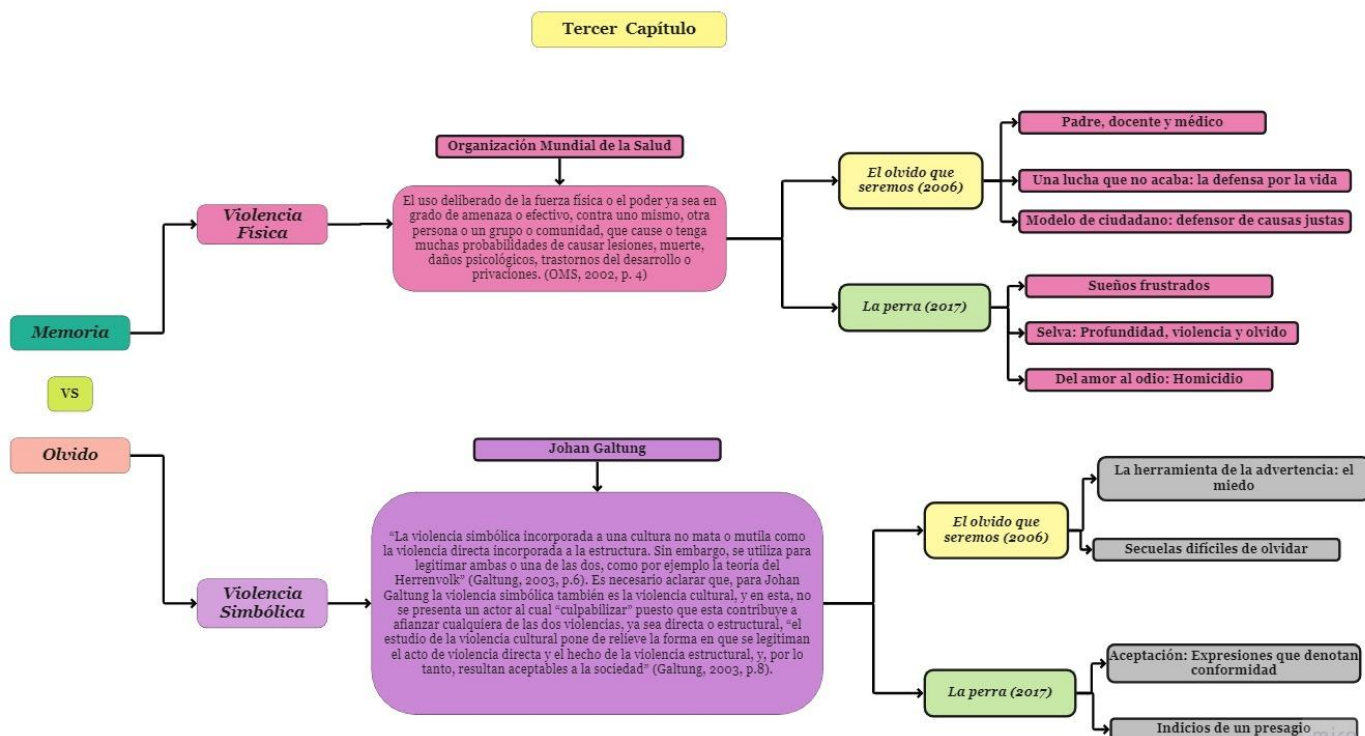 Tercer Capítulo
Organización Mundial de la Salud
Violencia
Física
El uso deliberado de la fuerza física o el poder ya sea en
grado de amenaza o efectivo, contra uno mismo, otra
persona o un grupo o comunidad, que cause o tenga
muchas probabilidades de causar lesiones, muerte,
daños psicológicos, trastornos del desarrollo o
privaciones. (OMS, 2002, p. 4)
El olvido que
seremos (2006)
Padre, docente y médico
Una lucha que no acaba: la defensa por la vida
Modelo de ciudadano: defensor de causas justas
La perra (2017)
Sueños frustrados
Selva: Profundidad, violencia y olvido
Del amor al odio: Homicidio
Memoria
VS
Olvido
Johan Galtung
Violencia
Simbólica
“La violencia simbólica incorporada a una cultura no mata o mutila como
la violencia directa incorporada a la estructura. Sin embargo, se utiliza para
legitimar ambas o una de las dos, como por ejemplo la teoría del
Herrenvolk” (Galtung, 2003, p.6). Es necesario aclarar que, para Johan
Galtung la violencia simbólica también es la violencia cultural, y en esta, no
se presenta un actor al cual “culpabilizar” puesto que esta contribuye a
afianzar cualquiera de las dos violencias, ya sea directa o estructural, “el
estudio de la violencia cultural pone de relieve la forma en que se legitiman
el acto de violencia directa y el hecho de la violencia estructural, y, por lo
tanto, resultan aceptables a la sociedad” (Galtung, 2003, p.8).
El olvido que
seremos (2006)
La herramienta de la advertencia: el
miedo
Secuelas difíciles de olvidar
La perra (2017)
Aceptación: Expresiones que denotan
conformidad
Indicios de un presagio
miro